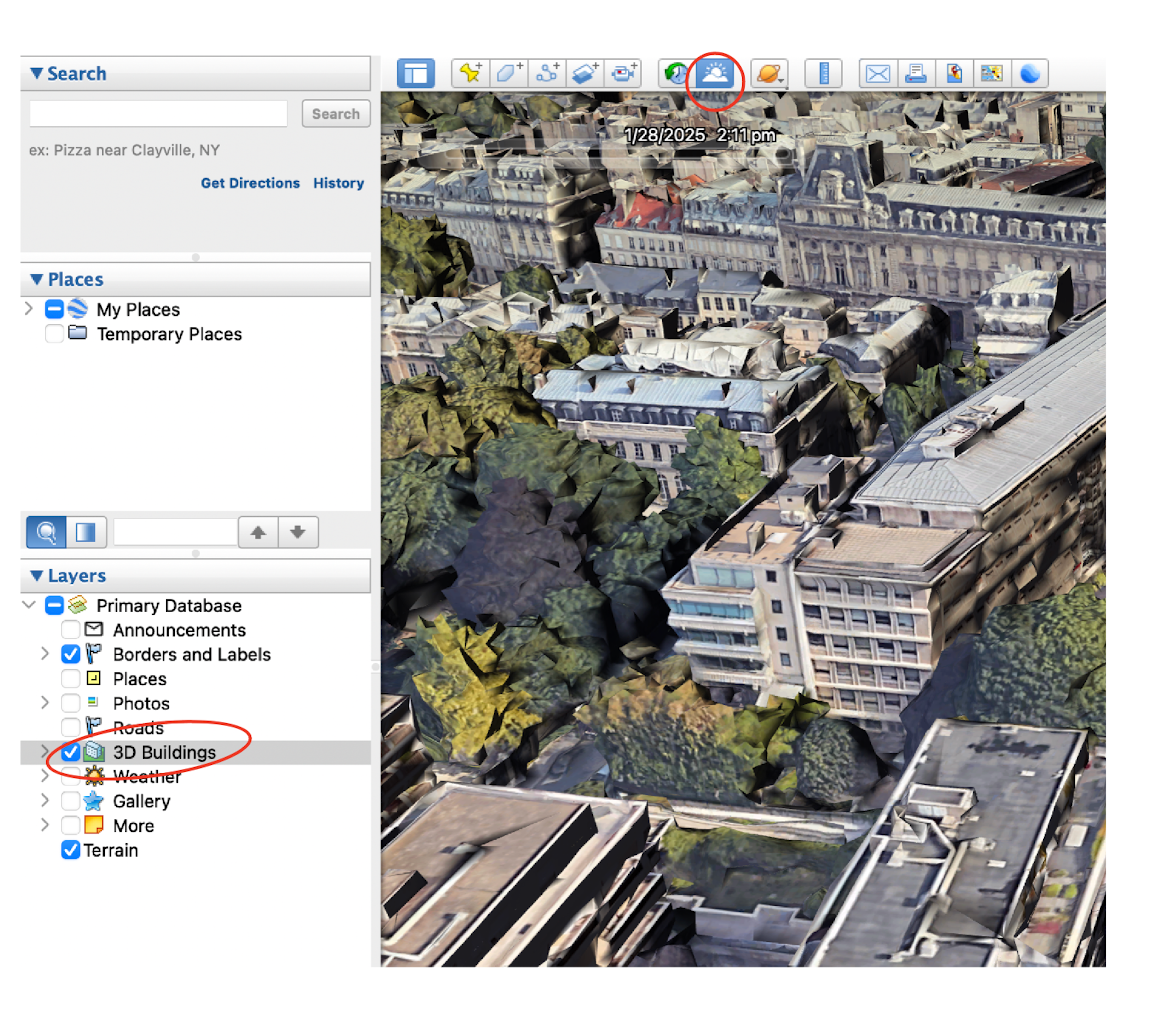 Search
Search
ex: Pizza near Clayville, NY
Get Directions History
Places
My Places
Temporary Places
Layers
Primary Database
Announcements
Borders and Labels
Places
Photos
Roads
3D Buildings
Weather
Gallery
More
Terrain
1/28/2025 2:11 pm